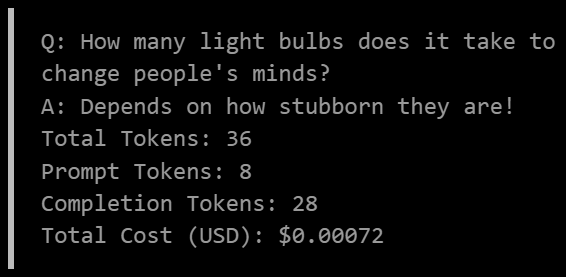 Q: How many light bulbs does it take to
change people's minds?
A: Depends on how stubborn they are!
Total Tokens: 36
Prompt Tokens: 8
Completion Tokens: 28
Total Cost (USD): $0.00072